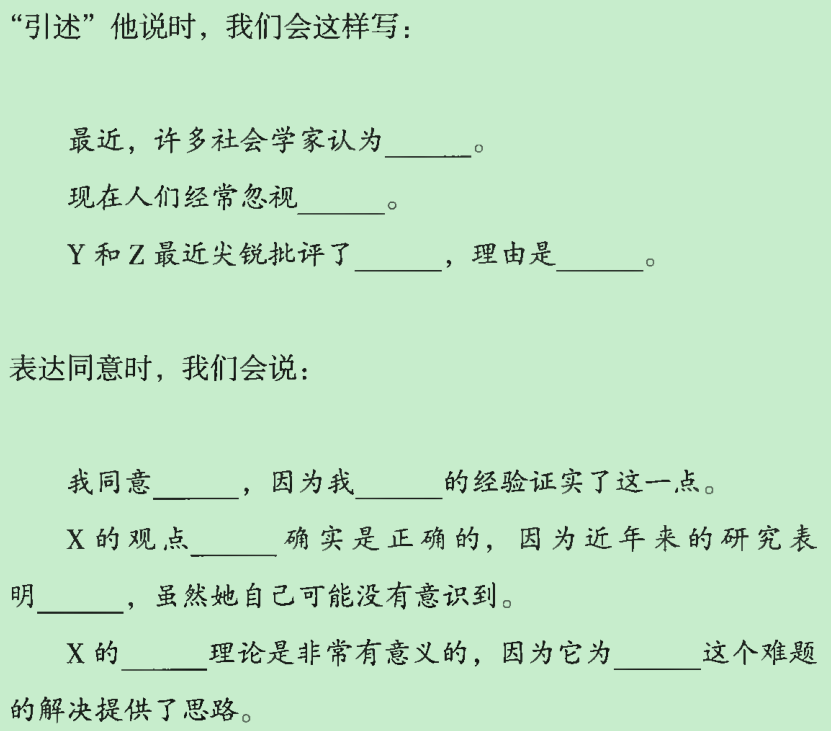 “引述”他说时，我们会这样写：
最近，许多社会学家认为______。
现在人们经常忽视______。
Y 和 Z 最近尖锐批评了______，理由是______。
表达同意时，我们会说：
我同意______，因为我______的经验证实了这一点。
X 的观点______确实是正确的，因为近年来的研究表
明______，虽然她自己可能没有意识到。
X 的______理论是非常有意义的，因为它为______这个难题
的解决提供了思路。